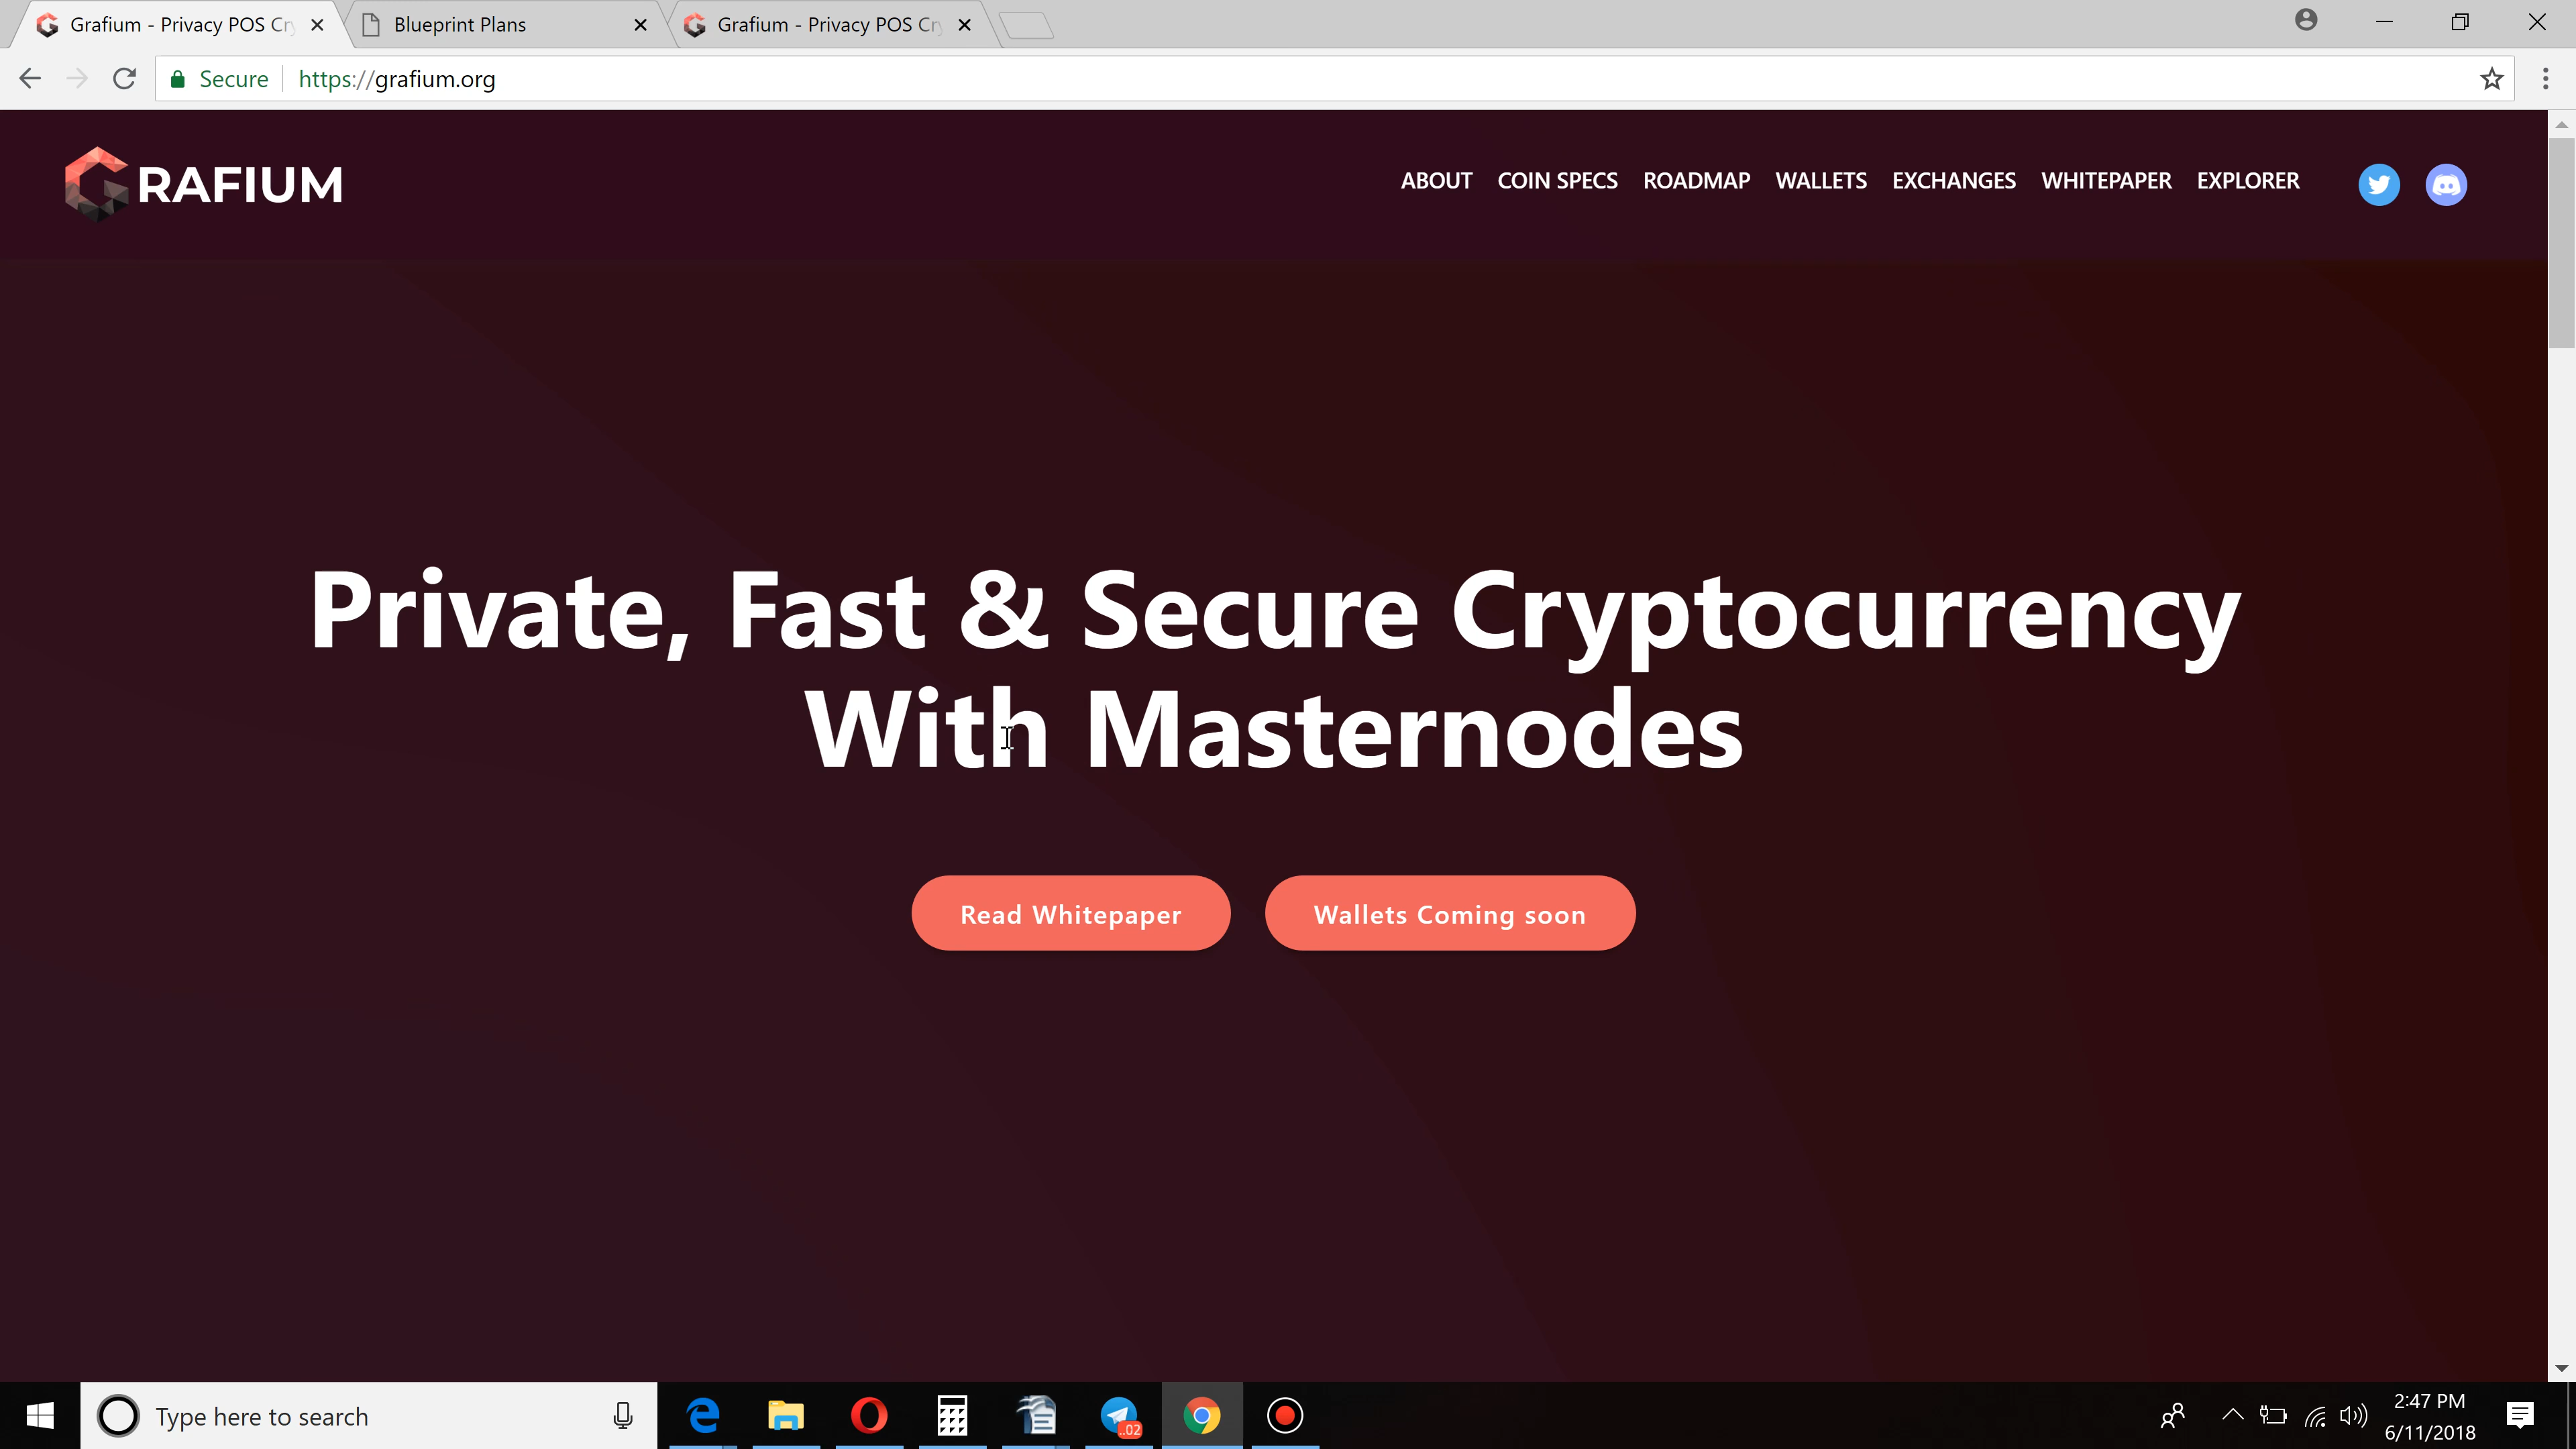 Grafium - Privacy POS Cr
Blueprint Plans
Grafium - Privacy POS Cr
Secure
https://grafium.org
GRAFIUM
ABOUT COIN SPECS ROADMAP WALLETS EXCHANGES WHITEPAPER EXPLORER
Private, Fast & Secure Cryptocurrency
With Masternodes
Read Whitepaper
Wallets Coming soon
Type here to search
..02
2:47 PM
6/11/2018